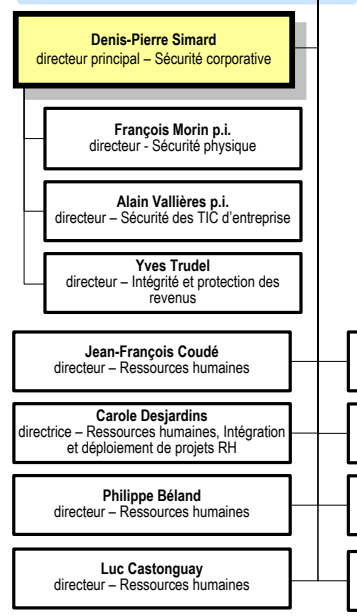 Denis-Pierre Simard
directeur principal – Sécurité corporative
François Morin p.i.
directeur - Sécurité physique
Alain Vallières p.i.
directeur – Sécurité des TIC d'entreprise
Yves Trudel
directeur – Intégrité et protection des
revenus
Jean-François Coudé
directeur – Ressources humaines
Carole Desjardins
directrice – Ressources humaines, Intégration
et déploiement de projets RH
Philippe Béland
directeur – Ressources humaines
Luc Castonguay
directeur – Ressources humaines